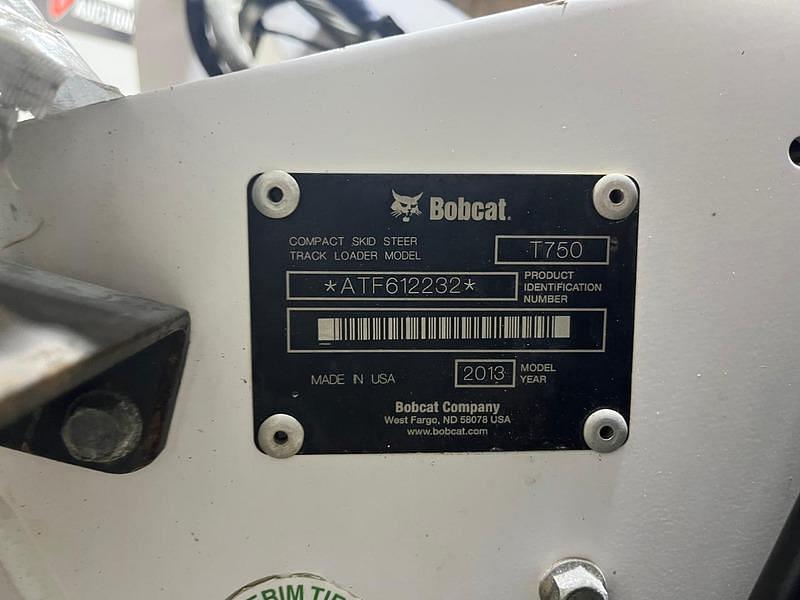 AUCTION
Bobcat
COMPACT SKID STEER
TRACK LOADER MODEL
T750
*ATF612232*
PRODUCT
IDENTIFICATION
NUMBER
MADE IN USA
2013
MODEL
YEAR
Bobcat Company
West Fargo, ND 58078 USA
www.bobcat.com